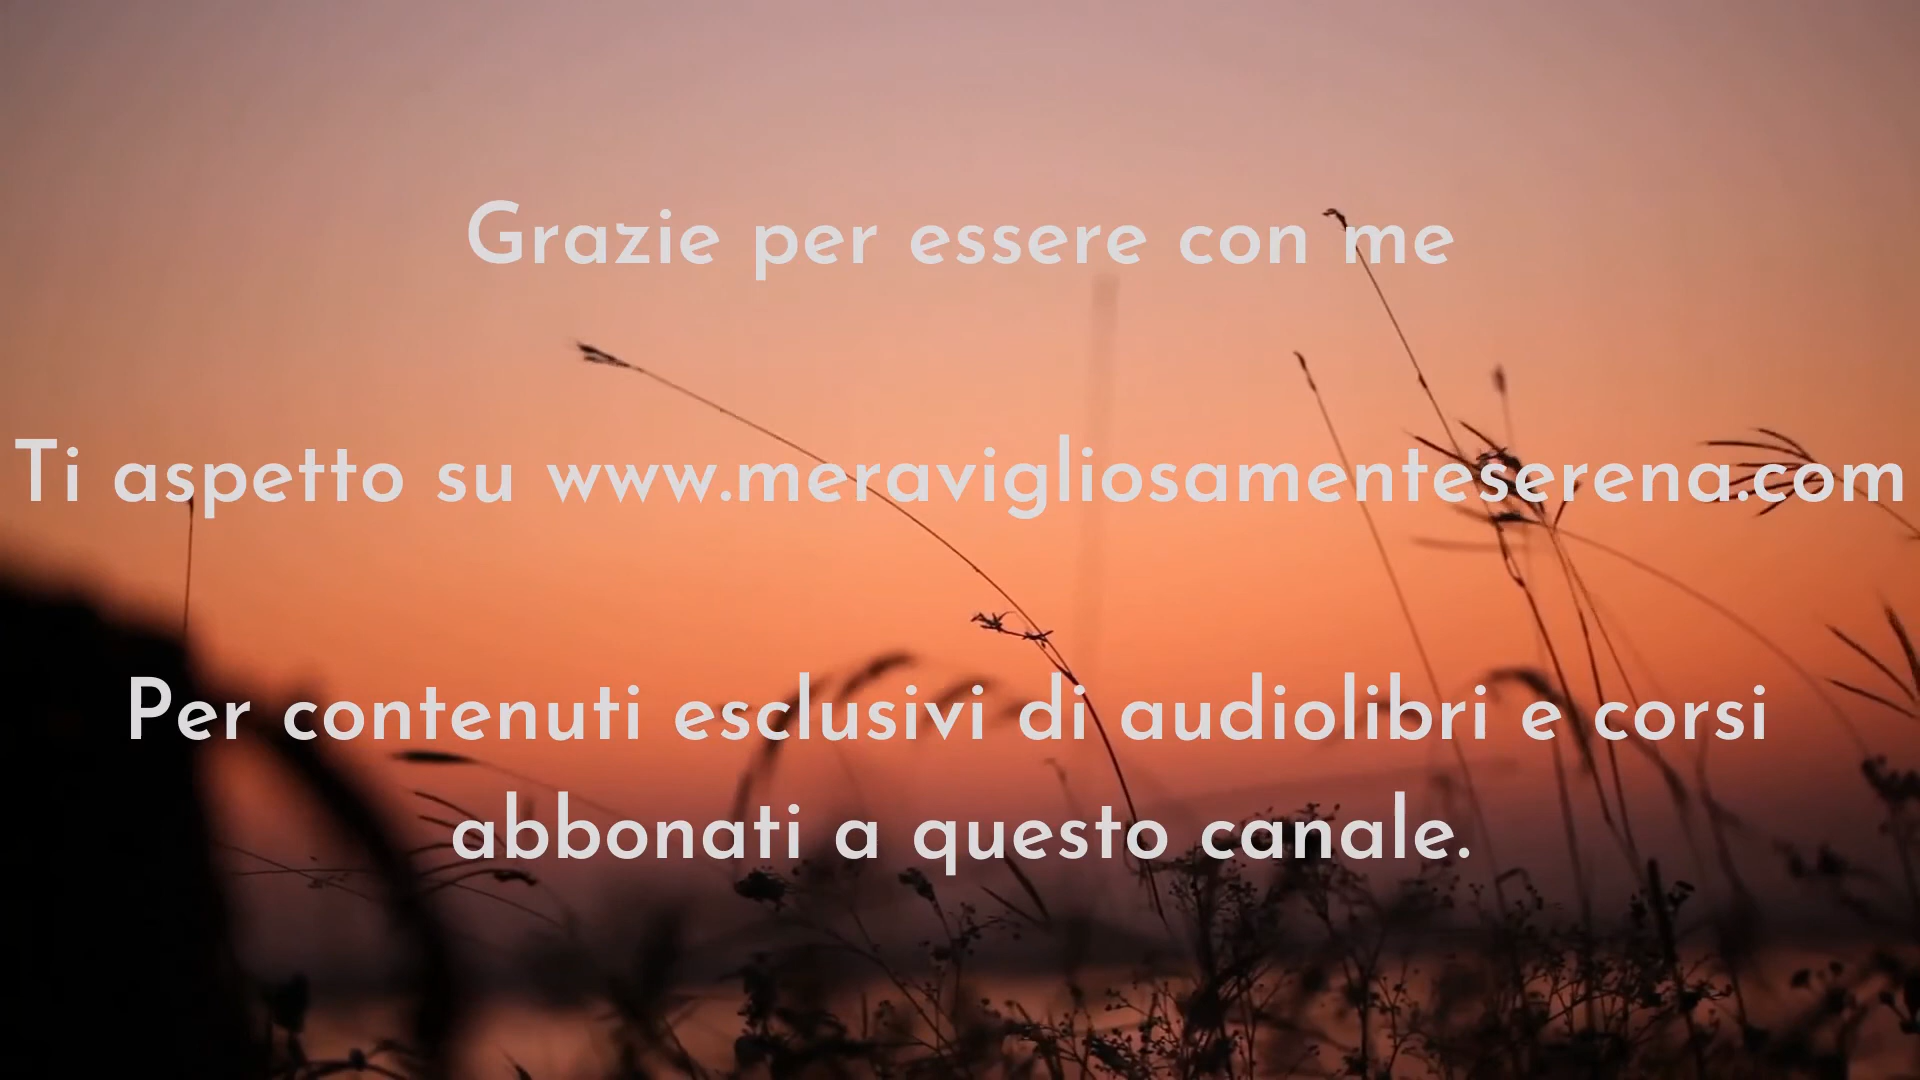 Grazie per essere con me
Ti aspetto su www.meravigliosamenteserena.com
Per contenuti esclusivi di audiolibri e corsi
abbonati a questo canale.